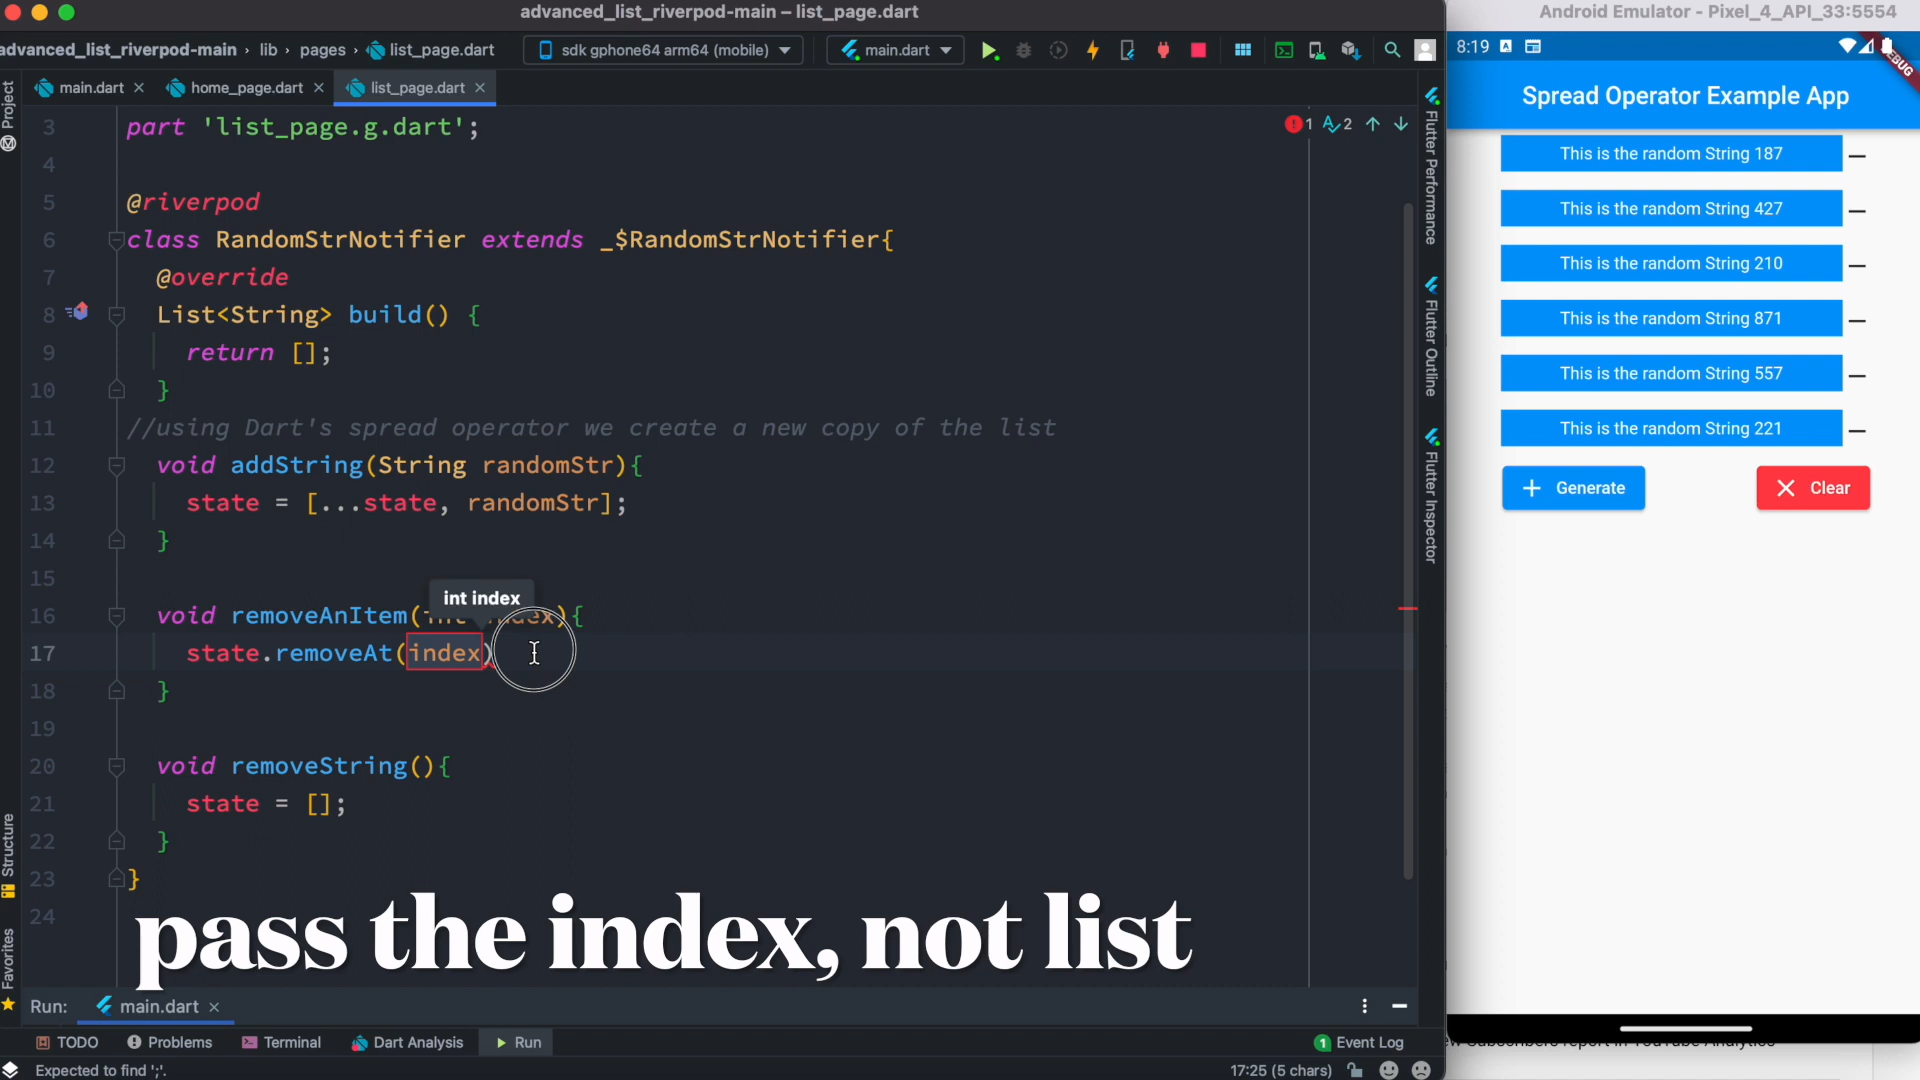 advanced_list_riverpod-main – list_page.dart
Android Emulator - Pixel_4_API_33:5554
advanced_list_riverpod-main › lib › pages › list_page.dart
sdk gphone64 arm64 (mobile)
main.dart
8:19
main.dart
home_page.dart
list_page.dart
Spread Operator Example App
Project
3 part 'list_page.g.dart';
1 2
4
5 @riverpod
6 class RandomStrNotifier extends _$RandomStrNotifier{
7 @override
8 List<String> build() {
9 return [];
10 }
11 //using Dart's spread operator we create a new copy of the list
12 void addString(String randomStr){
13 state = [...state, randomStr];
14 }
15
int index
16 void removeAnItem(int index){
17 state.removeAt(index)
18 }
19
20 void removeString(){
21 state = [];
22 }
23 }
24
pass the index, not list
Flutter Performance
Flutter Outline
Flutter Inspector
Structure
Favorites
This is the random String 187
This is the random String 427
This is the random String 210
This is the random String 871
This is the random String 557
This is the random String 221
Generate
Clear
Run: main.dart
TODO
Problems
Terminal
Dart Analysis
Run
1 Event Log
Expected to find ';'.
17:25 (5 chars)